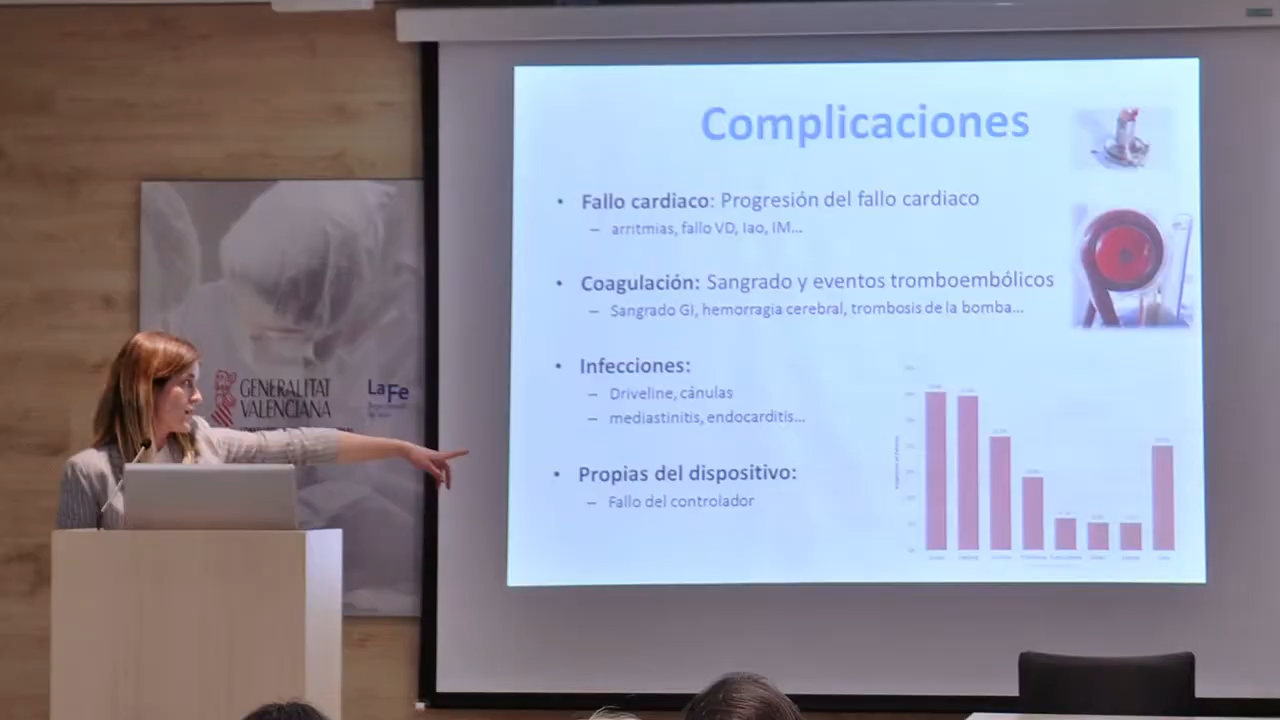 Complicaciones
• Fallo cardiaco: Progresión del fallo cardiaco
– arritmias, fallo VD, Iao, IM...
• Coagulación: Sangrado y eventos tromboembólicos
– Sangrado GI, hemorragia cerebral, trombosis de la bomba...
• Infecciones:
– Driveline, cánulas
– mediastinitis, endocarditis...
• Propias del dispositivo:
– Fallo del controlador
GENERALITAT
VALENCIANA
La Fe